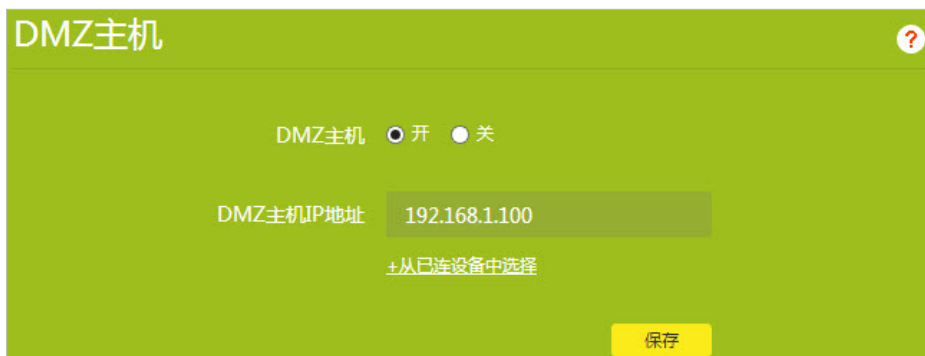 DMZ主机
?
DMZ主机 开 关
DMZ主机IP地址 192.168.1.100
+从已连设备中选择
保存